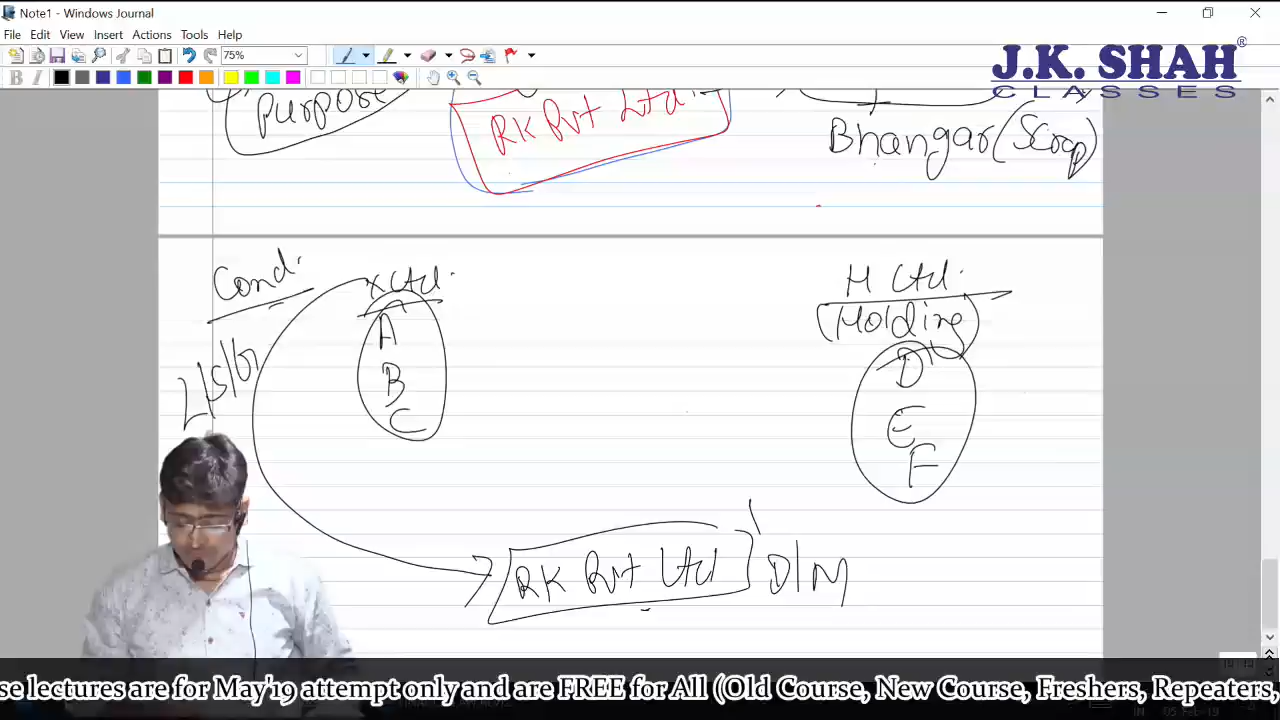 Note1 - Windows Journal
File Edit View Insert Actions Tools Help
75%
J.K. SHAH®
CLASSES
Purpose
RK Pvt Ltd.
Bhangar (Scrap)
Cond.
X Ltd.
H Ltd.
(Holding)
A
B
C
D
E
F
RK Pvt Ltd
D/M
se lectures are for May'19 attempt only and are FREE for All (Old Course, New Course, Freshers, Repeaters,